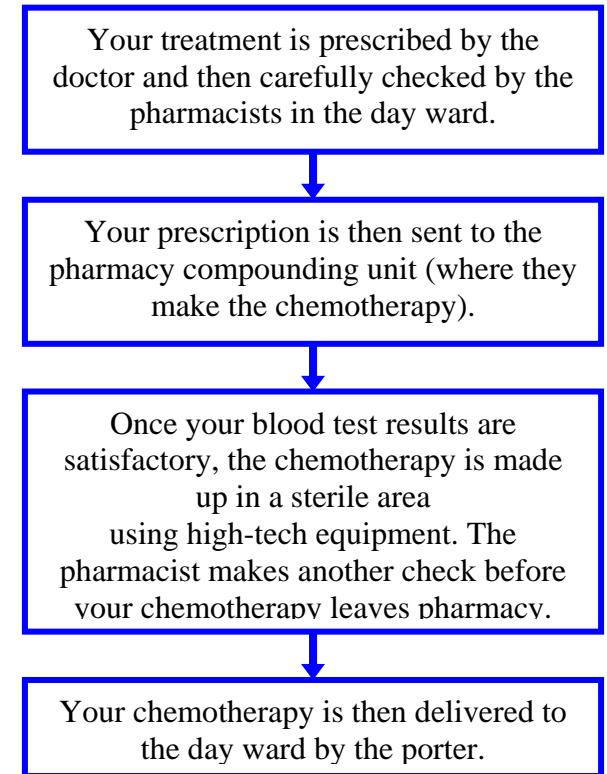 Your treatment is prescribed by the
doctor and then carefully checked by the
pharmacists in the day ward.
Your prescription is then sent to the
pharmacy compounding unit (where they
make the chemotherapy).
Once your blood test results are
satisfactory, the chemotherapy is made
up in a sterile area
using high-tech equipment. The
pharmacist makes another check before
your chemotherapy leaves pharmacy.
Your chemotherapy is then delivered to
the day ward by the porter.